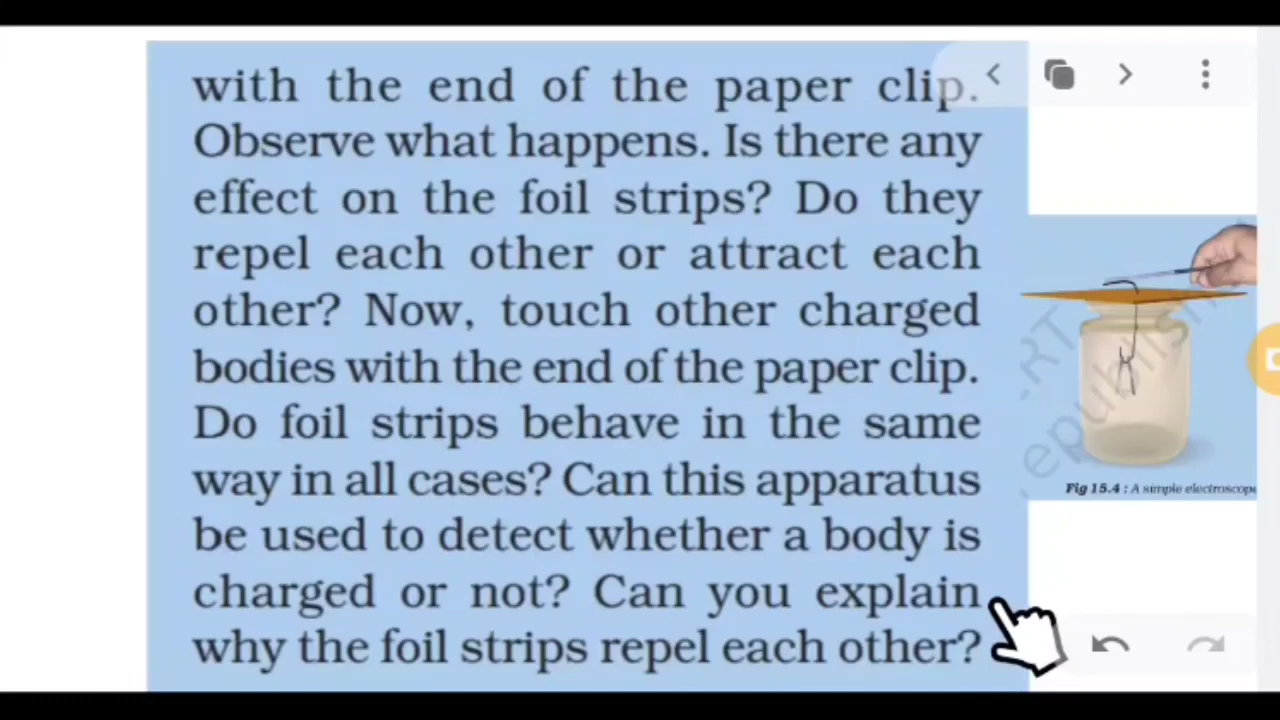 with the end of the paper clip.
Observe what happens. Is there any
effect on the foil strips? Do they
repel each other or attract each
other? Now, touch other charged
bodies with the end of the paper clip.
Do foil strips behave in the same
way in all cases? Can this apparatus
be used to detect whether a body is
charged or not? Can you explain
why the foil strips repel each other?
Fig 15.4 : A simple electroscope